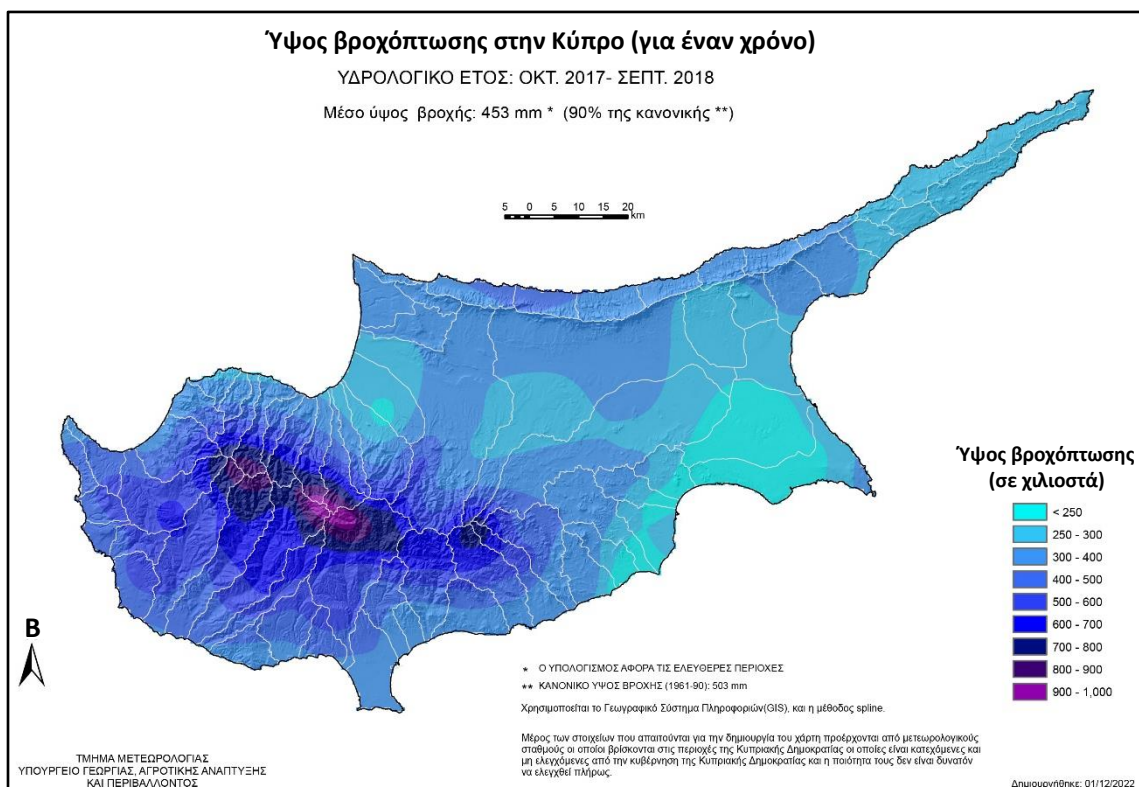 Ύψος βροχόπτωσης στην Κύπρο (για έναν χρόνο)
ΥΔΡΟΛΟΓΙΚΟ ΕΤΟΣ: ΟΚΤ. 2017- ΣΕΠΤ. 2018
Μέσο ύψος βροχής: 453 mm * (90% της κανονικής **)
5 0 5 10 15 20
km
Ύψος βροχόπτωσης
(σε χιλιοστά)
< 250
250 - 300
300 - 400
400 - 500
500 - 600
600 - 700
700 - 800
800 - 900
900 - 1,000
Β
* Ο ΥΠΟΛΟΓΙΣΜΟΣ ΑΦΟΡΑ ΤΙΣ ΕΛΕΥΘΕΡΕΣ ΠΕΡΙΟΧΕΣ
** ΚΑΝΟΝΙΚΟ ΥΨΟΣ ΒΡΟΧΗΣ (1961-90): 503 mm
Χρησιμοποείται το Γεωγραφικό Σύστημα Πληροφοριών(GIS), και η μέθοδος spline.
Μέρος των στοιχείων που απαιτούνται για την δημιουργία του χάρτη προέρχονται από μετεωρολογικούς
σταθμούς οι οποίοι βρίσκονται στις περιοχές της Κυπριακής Δημοκρατίας οι οποίες είναι κατεχόμενες και
μη ελεγχόμενες από την κυβέρνηση της Κυπριακής Δημοκρατίας και η ποιότητα τους δεν είναι δυνατόν
να ελεγχθεί πλήρως.
ΤΜΗΜΑ ΜΕΤΕΩΡΟΛΟΓΙΑΣ
ΥΠΟΥΡΓΕΙΟ ΓΕΩΡΓΙΑΣ, ΑΓΡΟΤΙΚΗΣ ΑΝΑΠΤΥΞΗΣ
ΚΑΙ ΠΕΡΙΒΑΛΛΟΝΤΟΣ
Δημιουργήθηκε: 01/12/2022